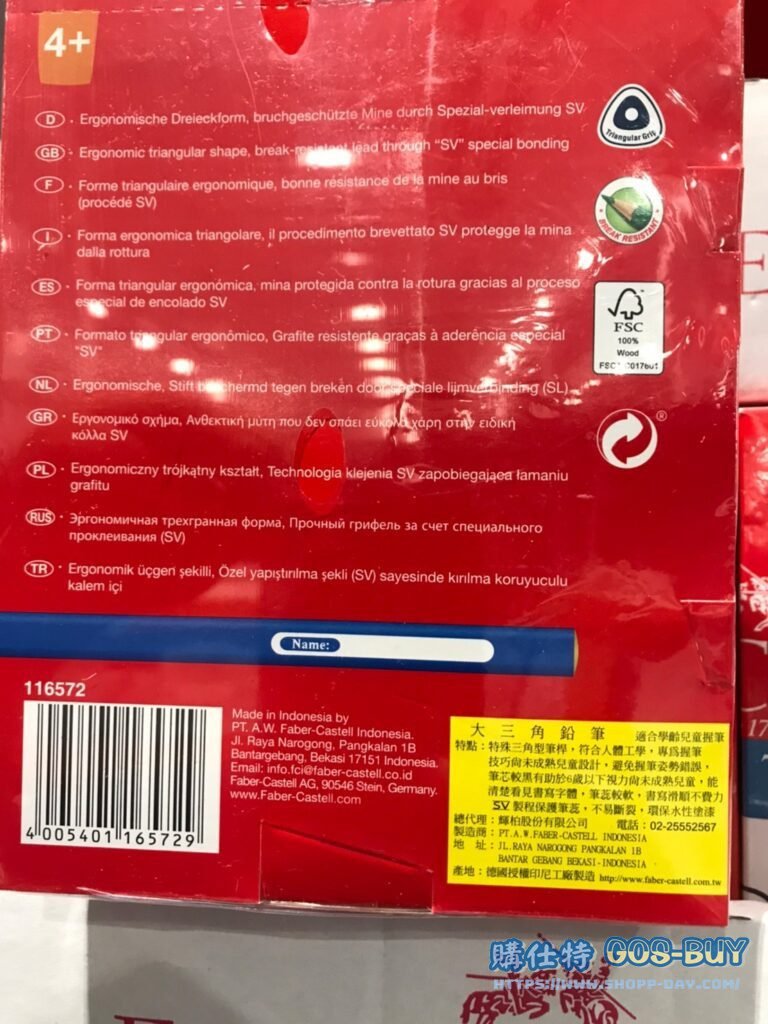 4+
D · Ergonomische Dreieckform, bruchgeschützte Mine durch Spezial-verleimung SV
GB · Ergonomic triangular shape, break-resistant lead through "SV" special bonding
F · Forme triangulaire ergonomique, bonne résistance de la mine au bris
(procédé SV)
I · Forma ergonomica triangolare, il procedimento brevettato SV protegge la mina
dalla rottura
ES · Forma triangular ergonómica, mina protegida contra la rotura gracias al proceso
especial de encolado SV
PT · Formato triangular ergonômico, Grafite resistente graças à aderência especial
"SV"
NL · Ergonomische, Stift beschermd tegen breken door speciale lijmverbinding (SL)
GR · Εργονομικό σχήμα, Ανθεκτική μύτη που δεν σπάει εύκολα χάρη στην ειδική
κόλλα SV
PL · Ergonomiczny trójkątny kształt, Technologia klejenia SV zapobiegająca łamaniu
grafitu
RUS · Эргономичная трехгранная форма, Прочный грифель за счет специального
проклеивания (SV)
TR · Ergonomik üçgen şekilli, Özel yapıştırılma şekli (SV) sayesinde kırılma koruyuculu
kalem içi
Triangular Grip
BREAK RESISTANT
FSC
100%
Wood
®
Name:
116572
4 005401 165729
Made in Indonesia by
PT. A.W. Faber-Castell Indonesia.
Jl. Raya Narogong, Pangkalan 1B
Bantargebang, Bekasi 17151 Indonesia.
Email: info.fci@faber-castell.co.id
Faber-Castell AG, 90546 Stein, Germany.
www.Faber-Castell.com
大三角鉛筆 適合學齡兒童握筆
特點:特殊三角型筆桿,符合人體工學,專為握筆
技巧尚未成熟兒童設計,避免握筆姿勢錯誤,
筆芯較黑有助於6歲以下視力尚未成熟兒童,能
清楚看見書寫字體,筆蕊較軟,書寫滑順不費力
SV 製程保護筆蕊,不易斷裂,環保水性塗漆
總代理:輝柏股份有限公司 電話:02-25552567
製造商:PT.A.W.FABER-CASTELL INDONESIA
地 址:JL.RAYA NAROGONG PANGKALAN 1B
BANTAR GEBANG BEKASI-INDONESIA
產地:德國授權印尼工廠製造 http://www.faber-castell.com.tw
購仕特 GOS-BUY
HTTPS://WWW.SHOPP-DAY.COM/